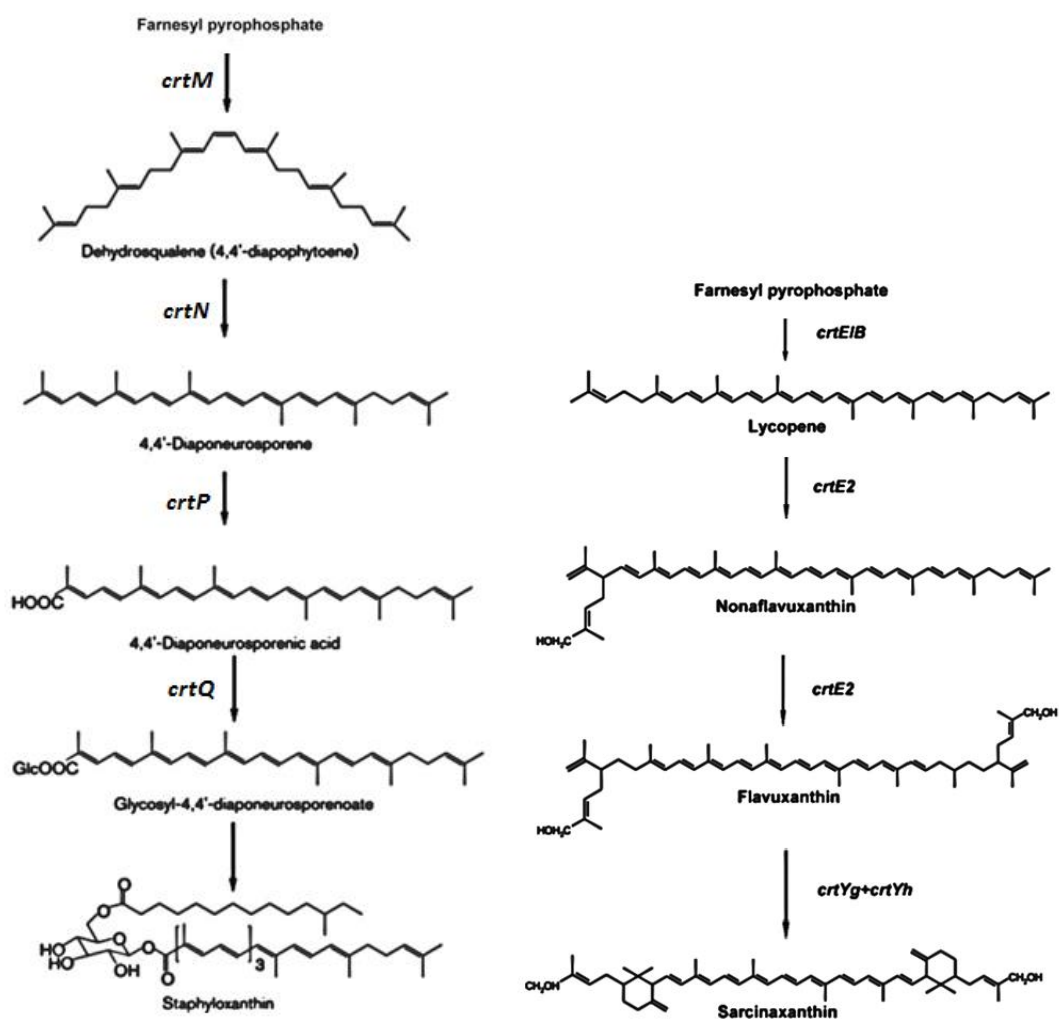 Farnesyl pyrophosphate
crtM
Dehydrosqualene (4,4'-diapophytoene)
crtN
4,4'-Diaponeurosporene
crtP
HOOC
4,4'-Diaponeurosporenic acid
crtQ
GlcOOC
Glycosyl-4,4'-diaponeurosporenoate
O
O
O
HO
HO
OH
O
O
3
Staphyloxanthin
Farnesyl pyrophosphate
crtE/B
Lycopene
crtE2
Nonaflavuxanthin
HOH₂C
crtE2
CH₂OH
Flavuxanthin
HOH₂C
crtYg+crtYh
CH₂OH
CH₂OH
Sarcinaxanthin